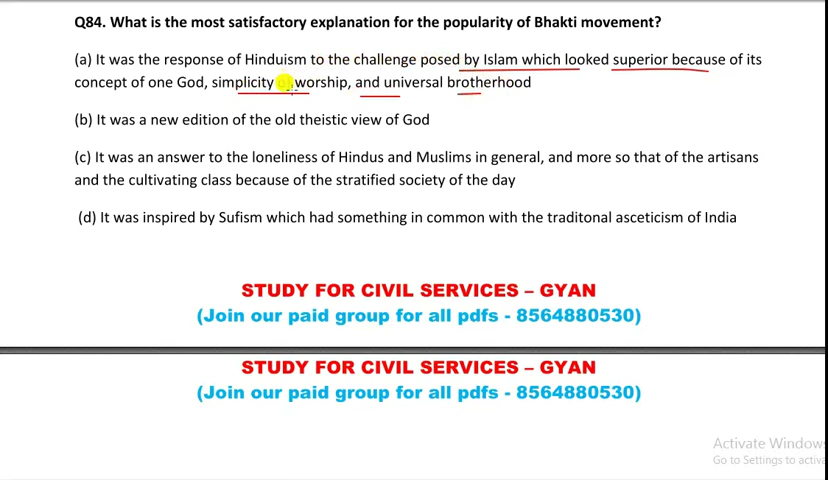 Q84. What is the most satisfactory explanation for the popularity of Bhakti movement?
(a) It was the response of Hinduism to the challenge posed by Islam which looked superior because of its
concept of one God, simplicity of worship, and universal brotherhood
(b) It was a new edition of the old theistic view of God
(c) It was an answer to the loneliness of Hindus and Muslims in general, and more so that of the artisans
and the cultivating class because of the stratified society of the day
(d) It was inspired by Sufism which had something in common with the traditonal asceticism of India
STUDY FOR CIVIL SERVICES – GYAN
(Join our paid group for all pdfs - 8564880530)
STUDY FOR CIVIL SERVICES – GYAN
(Join our paid group for all pdfs - 8564880530)
Activate Windows
Go to Settings to activa